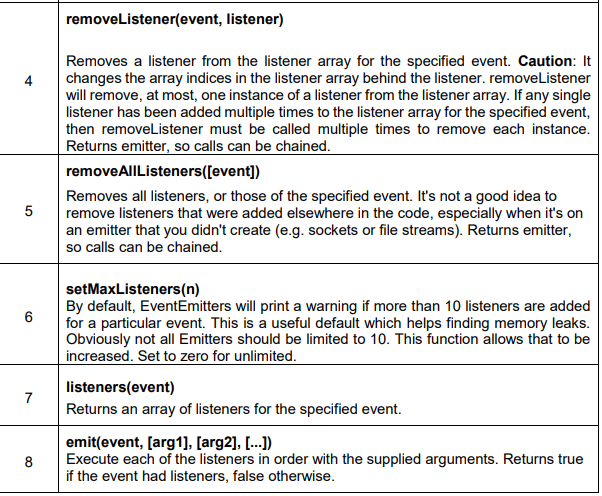 4
removeListener(event, listener)
Removes a listener from the listener array for the specified event. Caution: It
changes the array indices in the listener array behind the listener. removeListener
will remove, at most, one instance of a listener from the listener array. If any single
listener has been added multiple times to the listener array for the specified event,
then removeListener must be called multiple times to remove each instance.
Returns emitter, so calls can be chained.
5
removeAllListeners([event])
Removes all listeners, or those of the specified event. It's not a good idea to
remove listeners that were added elsewhere in the code, especially when it's on
an emitter that you didn't create (e.g. sockets or file streams). Returns emitter,
so calls can be chained.
6
setMaxListeners(n)
By default, EventEmitters will print a warning if more than 10 listeners are added
for a particular event. This is a useful default which helps finding memory leaks.
Obviously not all Emitters should be limited to 10. This function allows that to be
increased. Set to zero for unlimited.
7
listeners(event)
Returns an array of listeners for the specified event.
8
emit(event, [arg1], [arg2], [...])
Execute each of the listeners in order with the supplied arguments. Returns true
if the event had listeners, false otherwise.